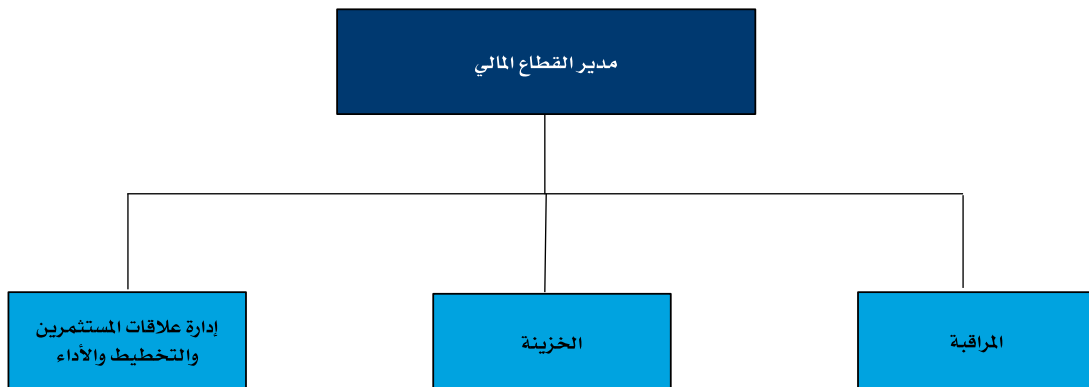 مدير القطاع المالي
المراقبة
الخزينة
إدارة علاقات المستثمرين
والتخطيط والأداء